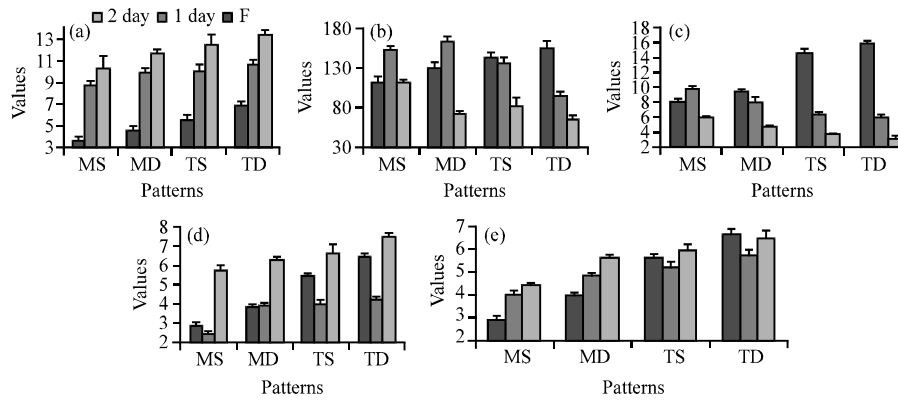 2 day 1 day F
(a)
13
11
9
7
5
3
Values
MS MD TS TD
Patterns
(b)
180
130
80
30
Values
MS MD TS TD
Patterns
(c)
18
16
14
12
10
8
6
4
2
Values
MS MD TS TD
Patterns
(d)
8
7
6
5
4
3
2
Values
MS MD TS TD
Patterns
(e)
7
6
5
4
3
2
Values
MS MD TS TD
Patterns